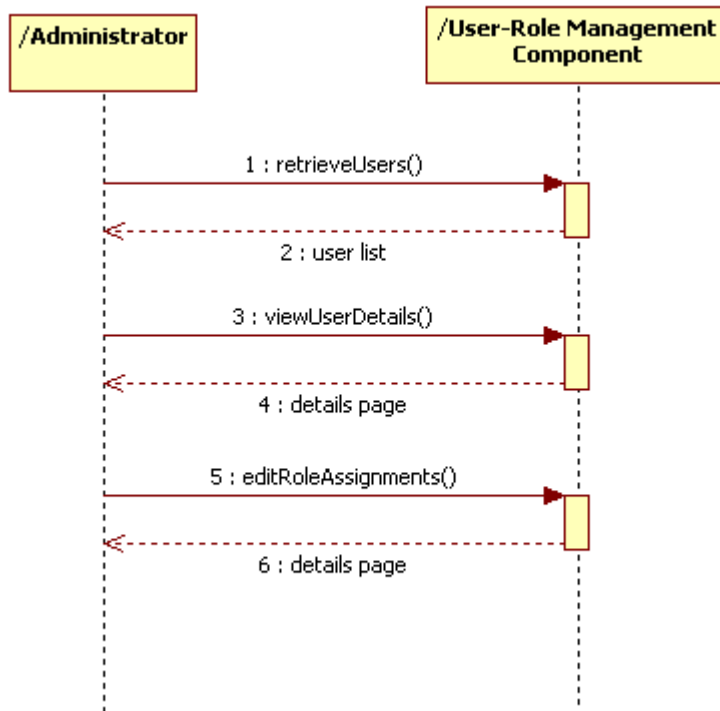 /Administrator
/User-Role Management
Component
1 : retrieveUsers()
2 : user list
3 : viewUserDetails()
4 : details page
5 : editRoleAssignments()
6 : details page